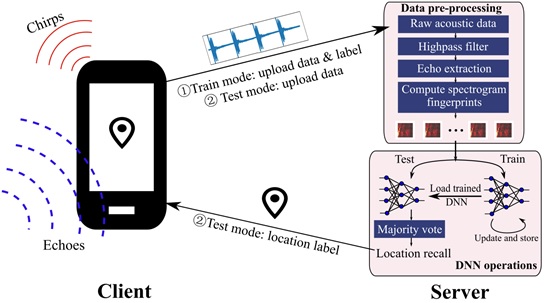 Chirps
Echoes
Client
①Train mode: upload data & label
② Test mode: upload data
②Test mode: location label
Data pre-processing
Raw acoustic data
Highpass filter
Echo extraction
Compute spectrogram
fingerprints
Test
Train
Load trained
DNN
Majority vote
Update and store
Location recall
DNN operations
Server